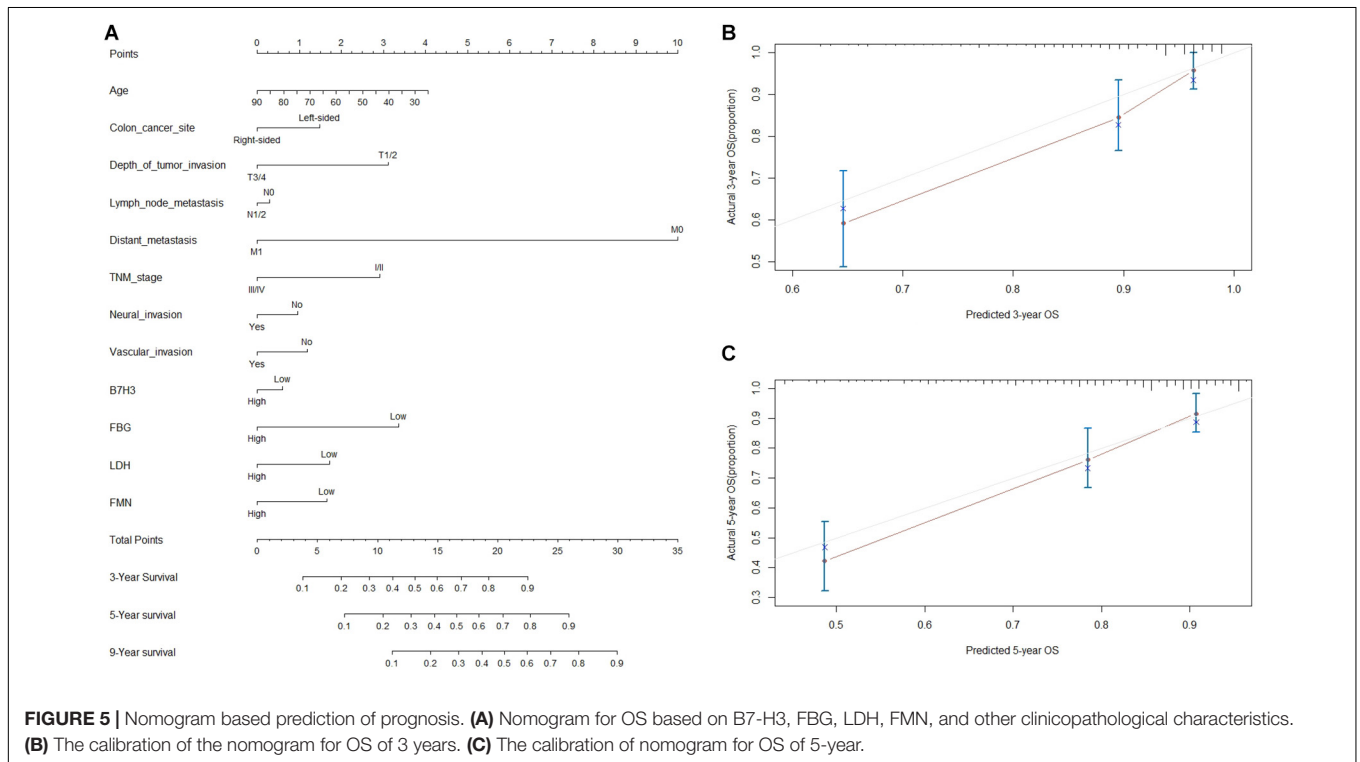 A
Points
0 1 2 3 4 5 6 7 8 9 10
Age
90 80 70 60 50 40 30
Left-sided
Colon_cancer_site
Right-sided
T1/2
Depth_of_tumor_invasion
T3/4
N0
Lymph_node_metastasis
N1/2
M0
Distant_metastasis
M1
I/II
TNM_stage
III/IV
No
Neural_invasion
Yes
No
Vascular_invasion
Yes
Low
B7H3
High
Low
FBG
High
Low
LDH
High
Low
FMN
High
Total Points
0 5 10 15 20 25 30 35
3-Year Survival
0.1 0.2 0.3 0.4 0.5 0.6 0.7 0.8 0.9
5-Year survival
0.1 0.2 0.3 0.4 0.5 0.6 0.7 0.8 0.9
9-Year survival
0.1 0.2 0.3 0.4 0.5 0.6 0.7 0.8 0.9
B
Actural 3-year OS(proportion)
1.0
0.9
0.8
0.7
0.6
0.5
0.6 0.7 0.8 0.9 1.0
Predicted 3-year OS
C
Actural 5-year OS(proportion)
1.0
0.9
0.8
0.7
0.6
0.5
0.4
0.3
0.5 0.6 0.7 0.8 0.9
Predicted 5-year OS
FIGURE 5 | Nomogram based prediction of prognosis. (A) Nomogram for OS based on B7-H3, FBG, LDH, FMN, and other clinicopathological characteristics.
(B) The calibration of the nomogram for OS of 3 years. (C) The calibration of nomogram for OS of 5-year.